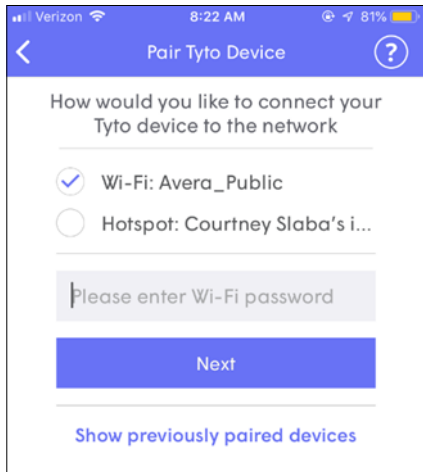 Verizon 8:22 AM 81%
Pair Tyto Device ?
How would you like to connect your
Tyto device to the network
Wi-Fi: Avera_Public
Hotspot: Courtney Slaba's i...
Please enter Wi-Fi password
Next
Show previously paired devices